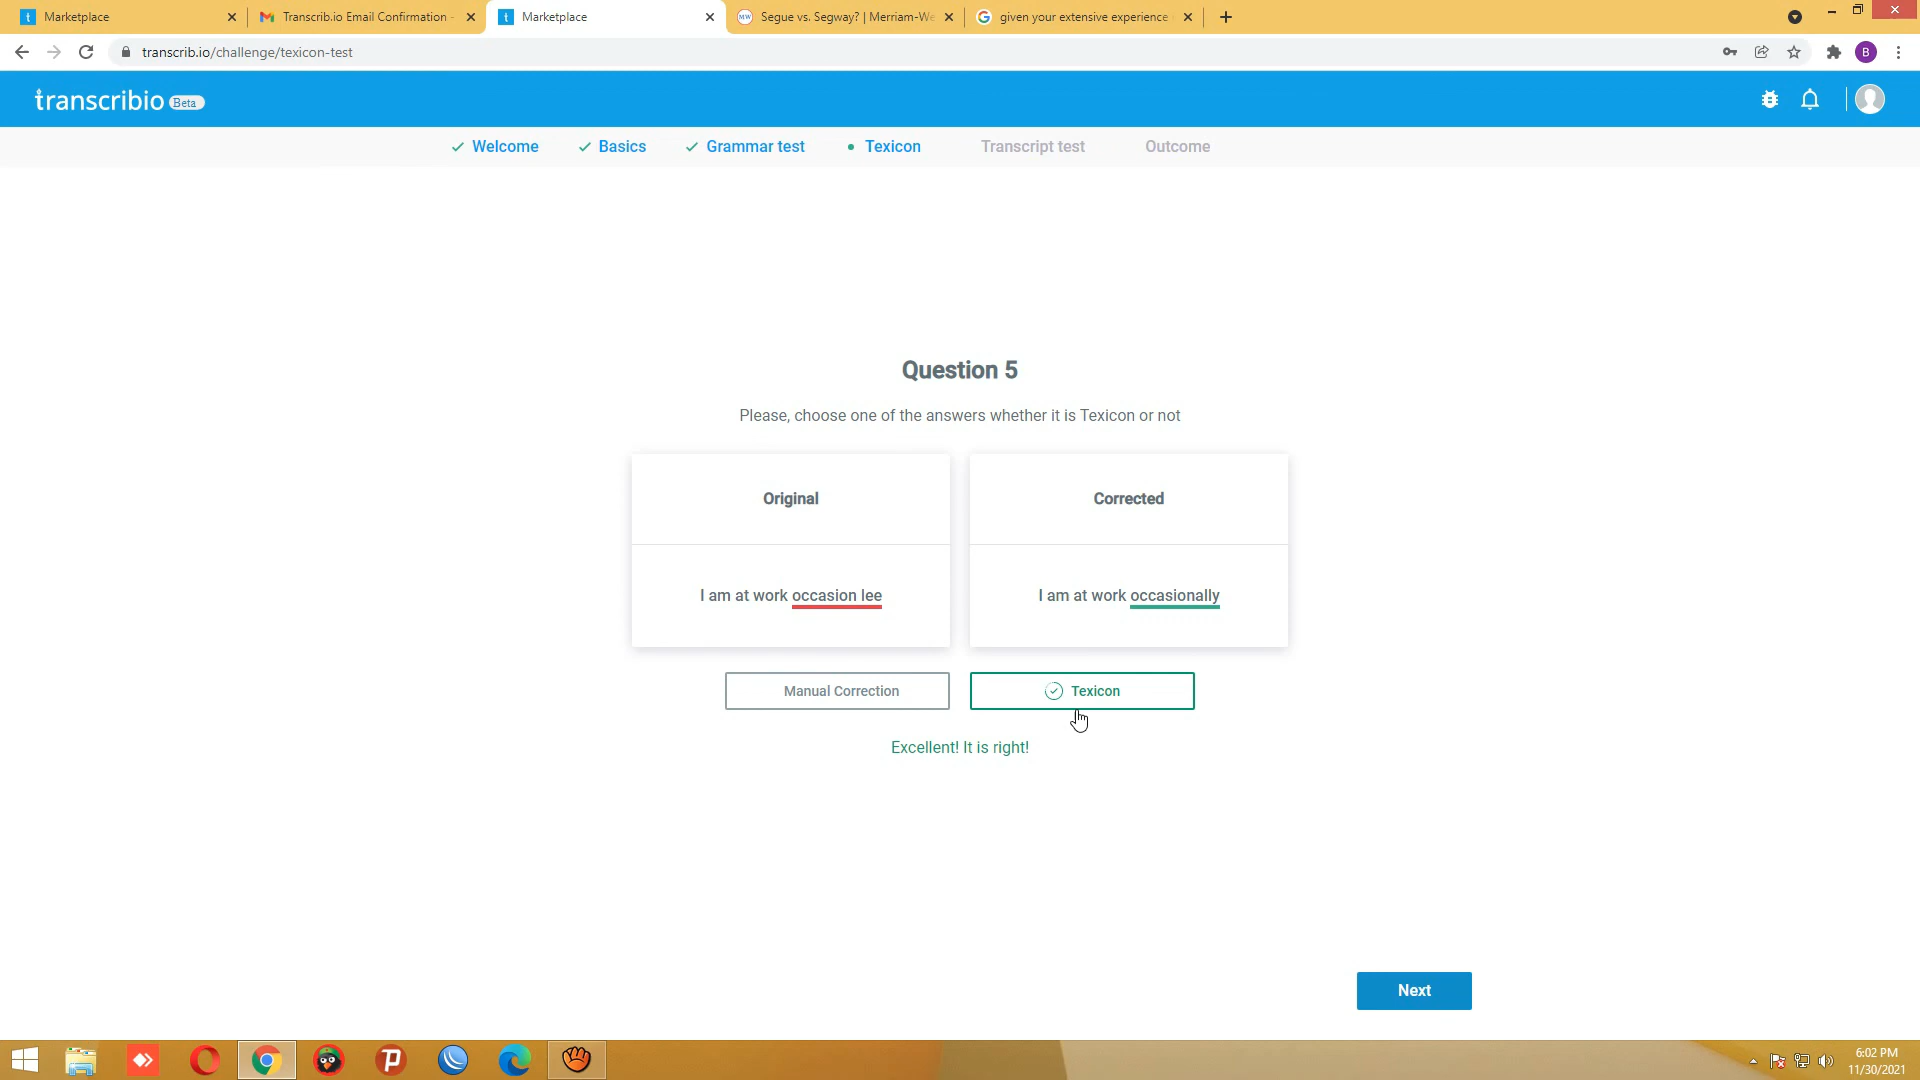 Marketplace
Transcrib.io Email Confirmation -
Marketplace
Segue vs. Segway? | Merriam-We
given your extensive experience
transcrib.io/challenge/texicon-test
B
transcribio Beta
Welcome
Basics
Grammar test
Texicon
Transcript test
Outcome
Question 5
Please, choose one of the answers whether it is Texicon or not
Original
Corrected
I am at work occasion lee
I am at work occasionally
Manual Correction
Texicon
Excellent! It is right!
Next
6:02 PM
11/30/2021